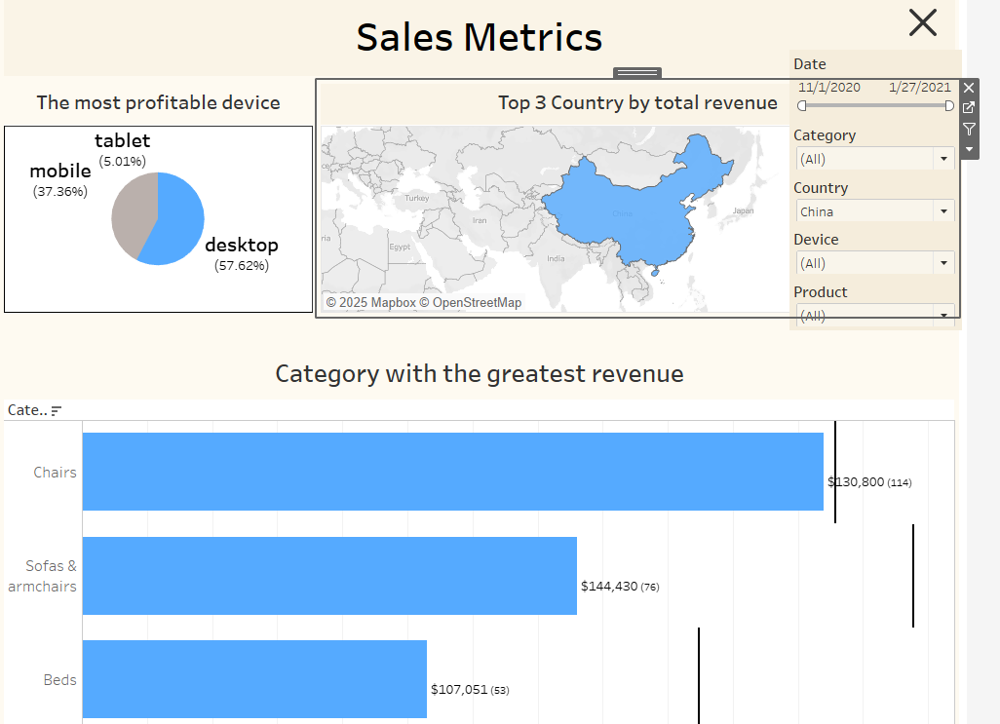 Sales Metrics
Date
11/1/2020 1/27/2021
Category
(All)
Country
China
Device
(All)
Product
(All)
The most profitable device
tablet
(5.01%)
mobile
(37.36%)
desktop
(57.62%)
Top 3 Country by total revenue
Turkey
Iran
Egypt
India
China
Japan
© 2025 Mapbox © OpenStreetMap
Category with the greatest revenue
Cate..
Chairs
$130,800 (114)
Sofas &
armchairs
$144,430 (76)
Beds
$107,051 (53)